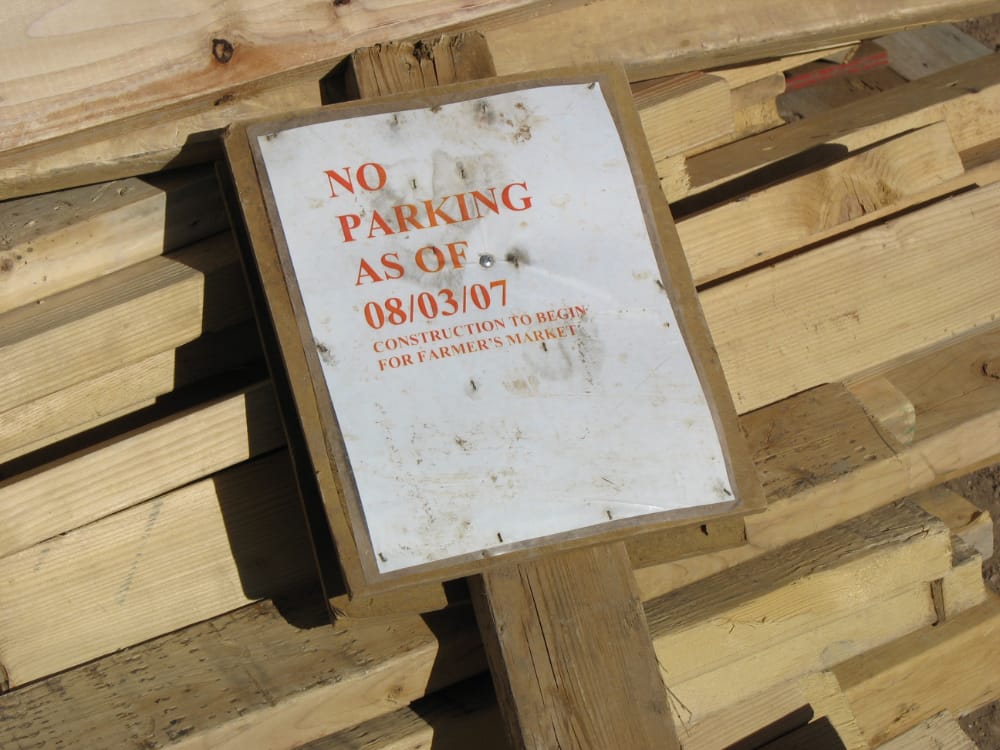 NO
PARKING
AS OF
08/03/07
CONSTRUCTION TO BEGIN
FOR FARMER'S MARKET